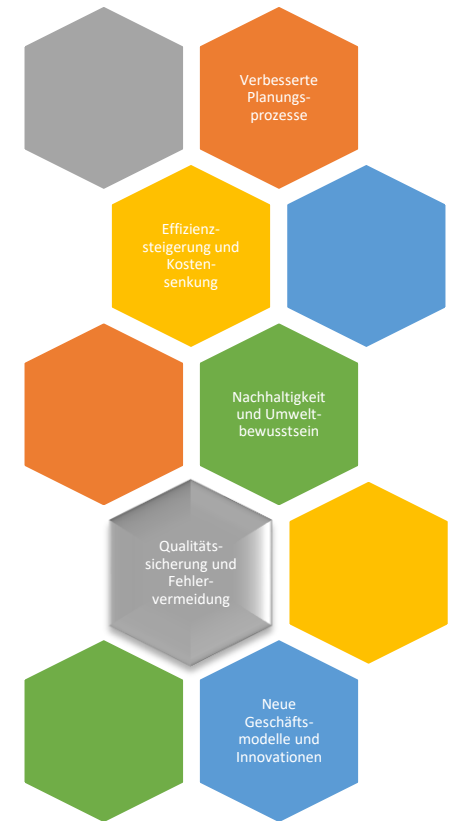 Verbesserte
Planungs-
prozesse
Effizienz-
steigerung und
Kosten-
senkung
Nachhaltigkeit
und Umwelt-
bewusstsein
Qualitäts-
sicherung und
Fehler-
vermeidung
Neue
Geschäfts-
modelle und
Innovationen